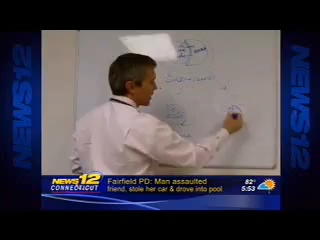 NEWS 12
NEWS 12
NEWS 12
CONNECTICUT
Fairfield PD: Man assaulted
friend, stole her car & drove into pool
82°
5:53